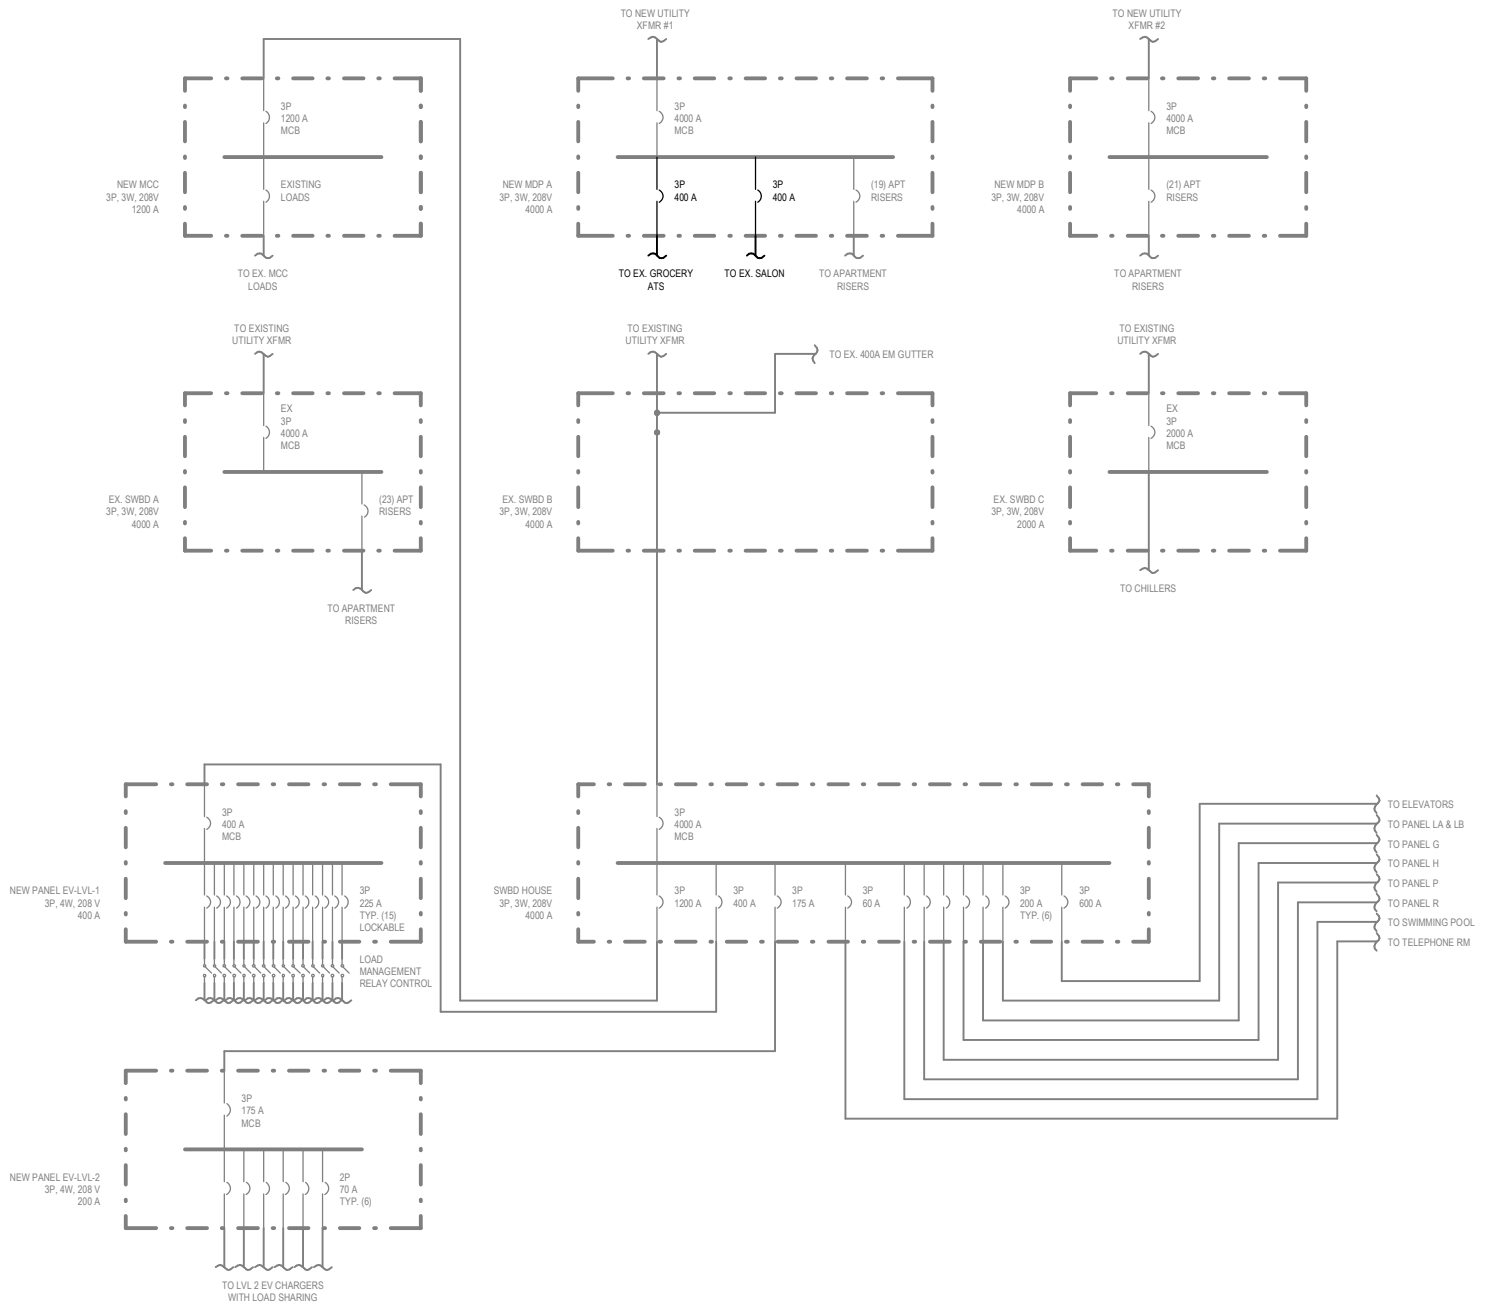 TO NEW UTILITY
XFMR #1
TO NEW UTILITY
XFMR #2
3P
1200 A
MCB
EXISTING
LOADS
NEW MCC
3P, 3W, 208V
1200 A
TO EX. MCC
LOADS
3P
4000 A
MCB
3P
400 A
3P
400 A
(19) APT
RISERS
NEW MDP A
3P, 3W, 208V
4000 A
TO EX. GROCERY
ATS
TO EX. SALON
TO APARTMENT
RISERS
3P
4000 A
MCB
(21) APT
RISERS
NEW MDP B
3P, 3W, 208V
4000 A
TO APARTMENT
RISERS
TO EXISTING
UTILITY XFMR
EX
3P
4000 A
MCB
(23) APT
RISERS
EX. SWBD A
3P, 3W, 208V
4000 A
TO APARTMENT
RISERS
TO EXISTING
UTILITY XFMR
TO EX. 400A EM GUTTER
EX. SWBD B
3P, 3W, 208V
4000 A
TO EXISTING
UTILITY XFMR
EX
3P
2000 A
MCB
EX. SWBD C
3P, 3W, 208V
2000 A
TO CHILLERS
3P
400 A
MCB
NEW PANEL EV-LVL-1
3P, 4W, 208 V
400 A
3P
225 A
TYP. (15)
LOCKABLE
LOAD
MANAGEMENT
RELAY CONTROL
3P
4000 A
MCB
SWBD HOUSE
3P, 3W, 208V
4000 A
3P
1200 A
3P
400 A
3P
175 A
3P
60 A
3P
200 A
TYP. (6)
3P
600 A
TO ELEVATORS
TO PANEL LA & LB
TO PANEL G
TO PANEL H
TO PANEL P
TO PANEL R
TO SWIMMING POOL
TO TELEPHONE RM
3P
175 A
MCB
NEW PANEL EV-LVL-2
3P, 4W, 208 V
200 A
2P
70 A
TYP. (6)
TO LVL 2 EV CHARGERS
WITH LOAD SHARING